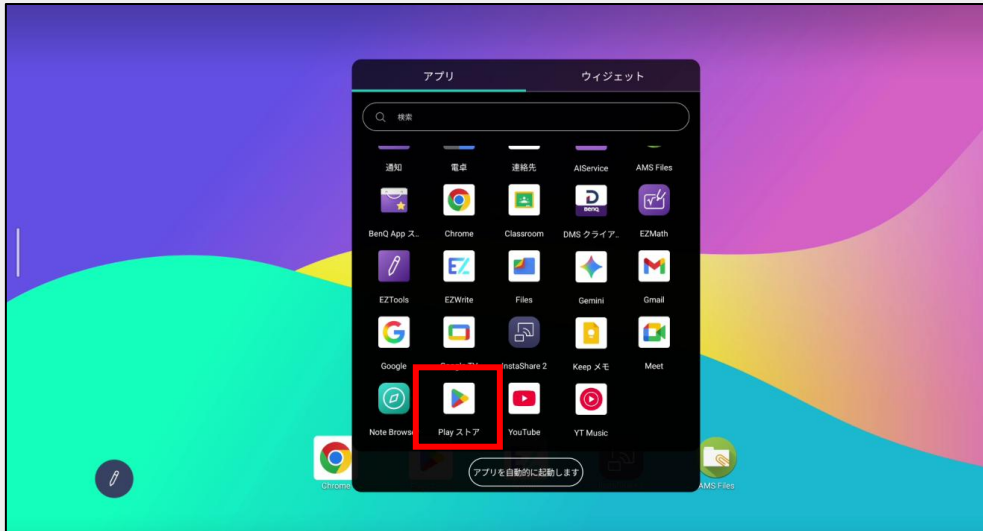 アプリ ウィジェット
検索
通知 電卓 連絡先 AIService AMS Files
BenQ
BenQ App ス.. Chrome Classroom DMS クライア.. EZMath
EZTools EZWrite Files Gemini Gmail
Google InstaShare 2 Keep メモ Meet
Note Browse Play ストア YouTube YT Music
アプリを自動的に起動します
Chrome AMS Files